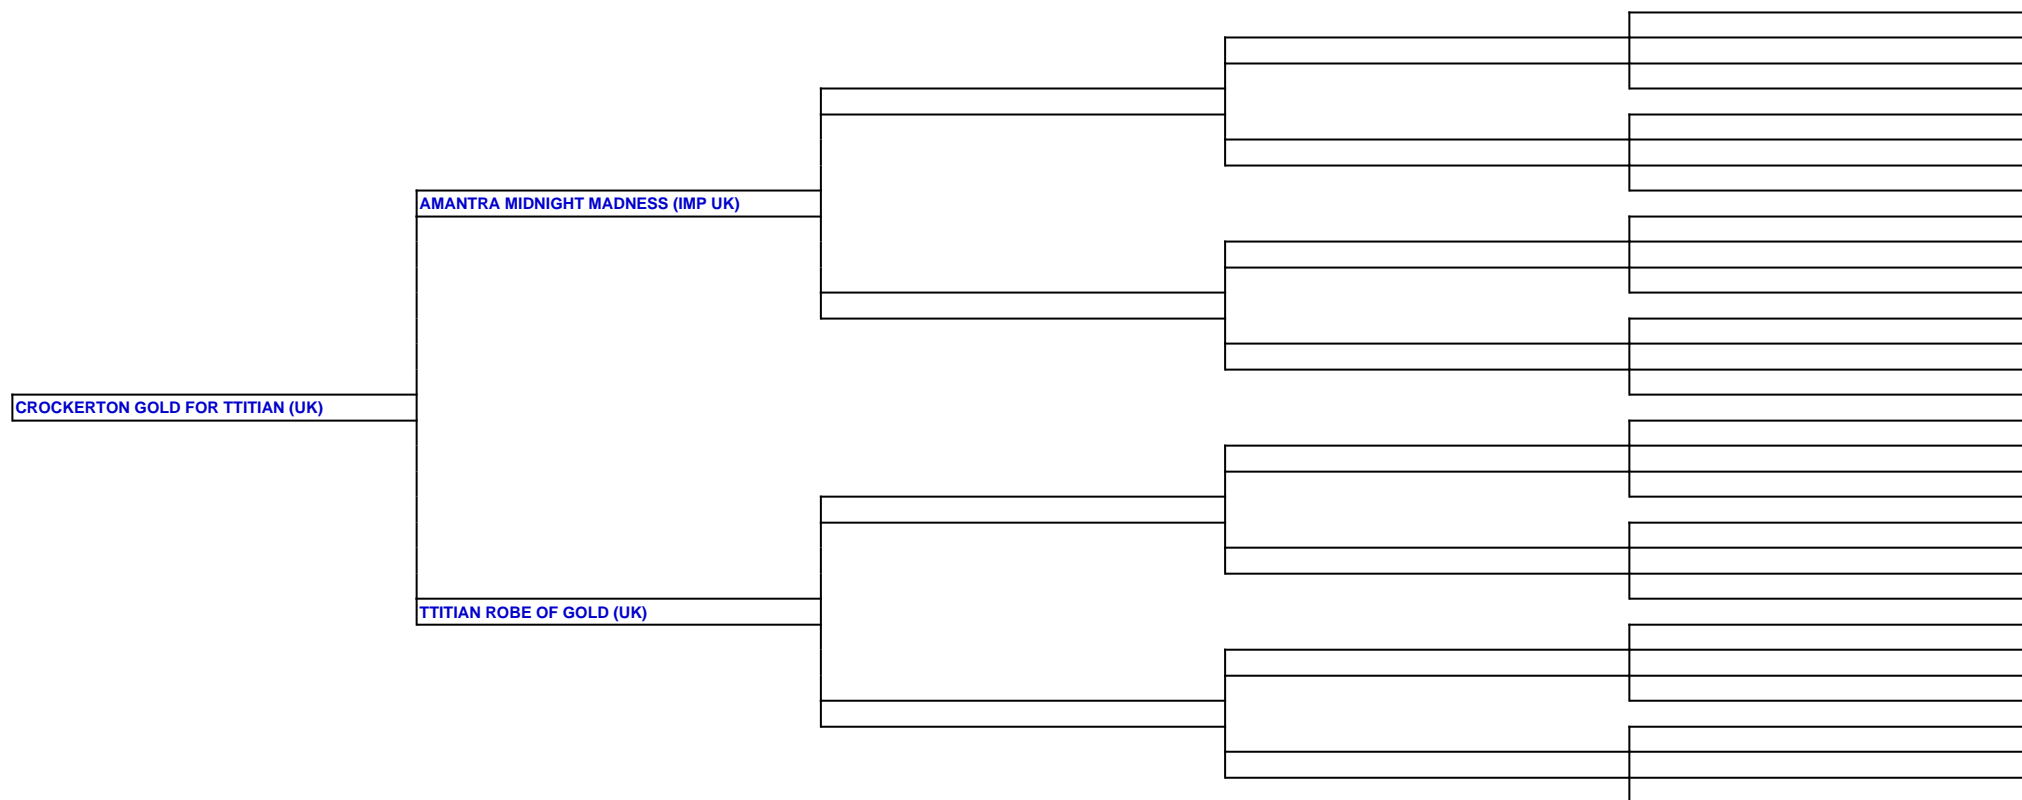 AMANTRA MIDNIGHT MADNESS (IMP UK)
CROCKERTON GOLD FOR TTITIAN (UK)
TTITIAN ROBE OF GOLD (UK)